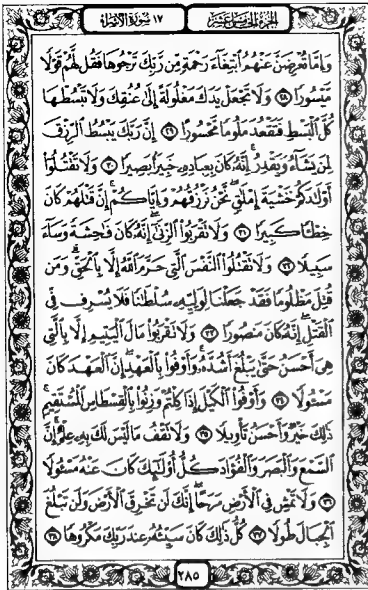 الجزء الخامس عشر
١٧ سورة الإسراء
وَإِمَّا تُعْرِضَنَّ عَنْهُمُ ٱبْتِغَآءَ رَحْمَةٍ مِّن رَّبِّكَ تَرْجُوهَا فَقُل لَّهُمْ قَوْلًا
مَّيْسُورًا ٢٨ وَلَا تَجْعَلْ يَدَكَ مَغْلُولَةً إِلَىٰ عُنُقِكَ وَلَا تَبْسُطْهَا
كُلَّ ٱلْبَسْطِ فَتَقْعُدَ مَلُومًا مَّحْسُورًا ٢٩ إِنَّ رَبَّكَ يَبْسُطُ ٱلرِّزْقَ
لِمَن يَشَآءُ وَيَقْدِرُ ۚ إِنَّهُۥ كَانَ بِعِبَادِهِۦ خَبِيرًۢا بَصِيرًا ٣٠ وَلَا تَقْتُلُوٓا۟
أَوْلَٰدَكُمْ خَشْيَةَ إِمْلَٰقٍ ۖ نَّحْنُ نَرْزُقُهُمْ وَإِيَّاكُمْ ۚ إِنَّ قَتْلَهُمْ كَانَ
خِطْـًٔا كَبِيرًا ٣١ وَلَا تَقْرَبُوا۟ ٱلزِّنَىٰٓ ۖ إِنَّهُۥ كَانَ فَٰحِشَةً وَسَآءَ
سَبِيلًا ٣٢ وَلَا تَقْتُلُوا۟ ٱلنَّفْسَ ٱلَّتِى حَرَّمَ ٱللَّهُ إِلَّا بِٱلْحَقِّ ۗ وَمَن
قُتِلَ مَظْلُومًا فَقَدْ جَعَلْنَا لِوَلِيِّهِۦ سُلْطَٰنًا فَلَا يُسْرِف فِّى
ٱلْقَتْلِ ۖ إِنَّهُۥ كَانَ مَنصُورًا ٣٣ وَلَا تَقْرَبُوا۟ مَالَ ٱلْيَتِيمِ إِلَّا بِٱلَّتِى
هِىَ أَحْسَنُ حَتَّىٰ يَبْلُغَ أَشُدَّهُۥ ۚ وَأَوْفُوا۟ بِٱلْعَهْدِ ۖ إِنَّ ٱلْعَهْدَ كَانَ
مَسْـُٔولًا ٣٤ وَأَوْفُوا۟ ٱلْكَيْلَ إِذَا كِلْتُمْ وَزِنُوا۟ بِٱلْقِسْطَاسِ ٱلْمُسْتَقِيمِ ۚ
ذَٰلِكَ خَيْرٌ وَأَحْسَنُ تَأْوِيلًا ٣٥ وَلَا تَقْفُ مَا لَيْسَ لَكَ بِهِۦ عِلْمٌ ۚ إِنَّ
ٱلسَّمْعَ وَٱلْبَصَرَ وَٱلْفُؤَادَ كُلُّ أُو۟لَٰٓئِكَ كَانَ عَنْهُ مَسْـُٔولًا
٣٦ وَلَا تَمْشِ فِى ٱلْأَرْضِ مَرَحًا ۖ إِنَّكَ لَن تَخْرِقَ ٱلْأَرْضَ وَلَن تَبْلُغَ
ٱلْجِبَالَ طُولًا ٣٧ كُلُّ ذَٰلِكَ كَانَ سَيِّئُهُۥ عِندَ رَبِّكَ مَكْرُوهًا ٣٨
٢٨٥